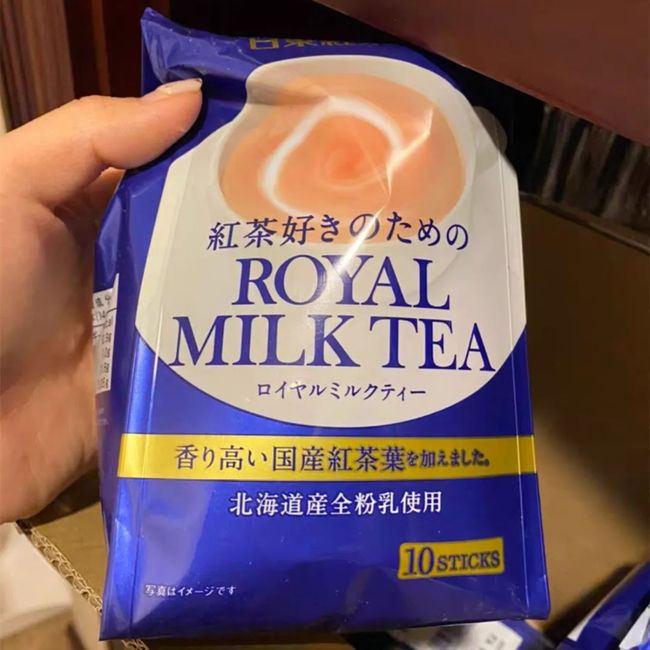 紅茶好きのための
ROYAL
MILK TEA
ロイヤルミルクティー
香り高い国産紅茶葉を加えました。
北海道産全粉乳使用
10 STICKS
写真はイメージです